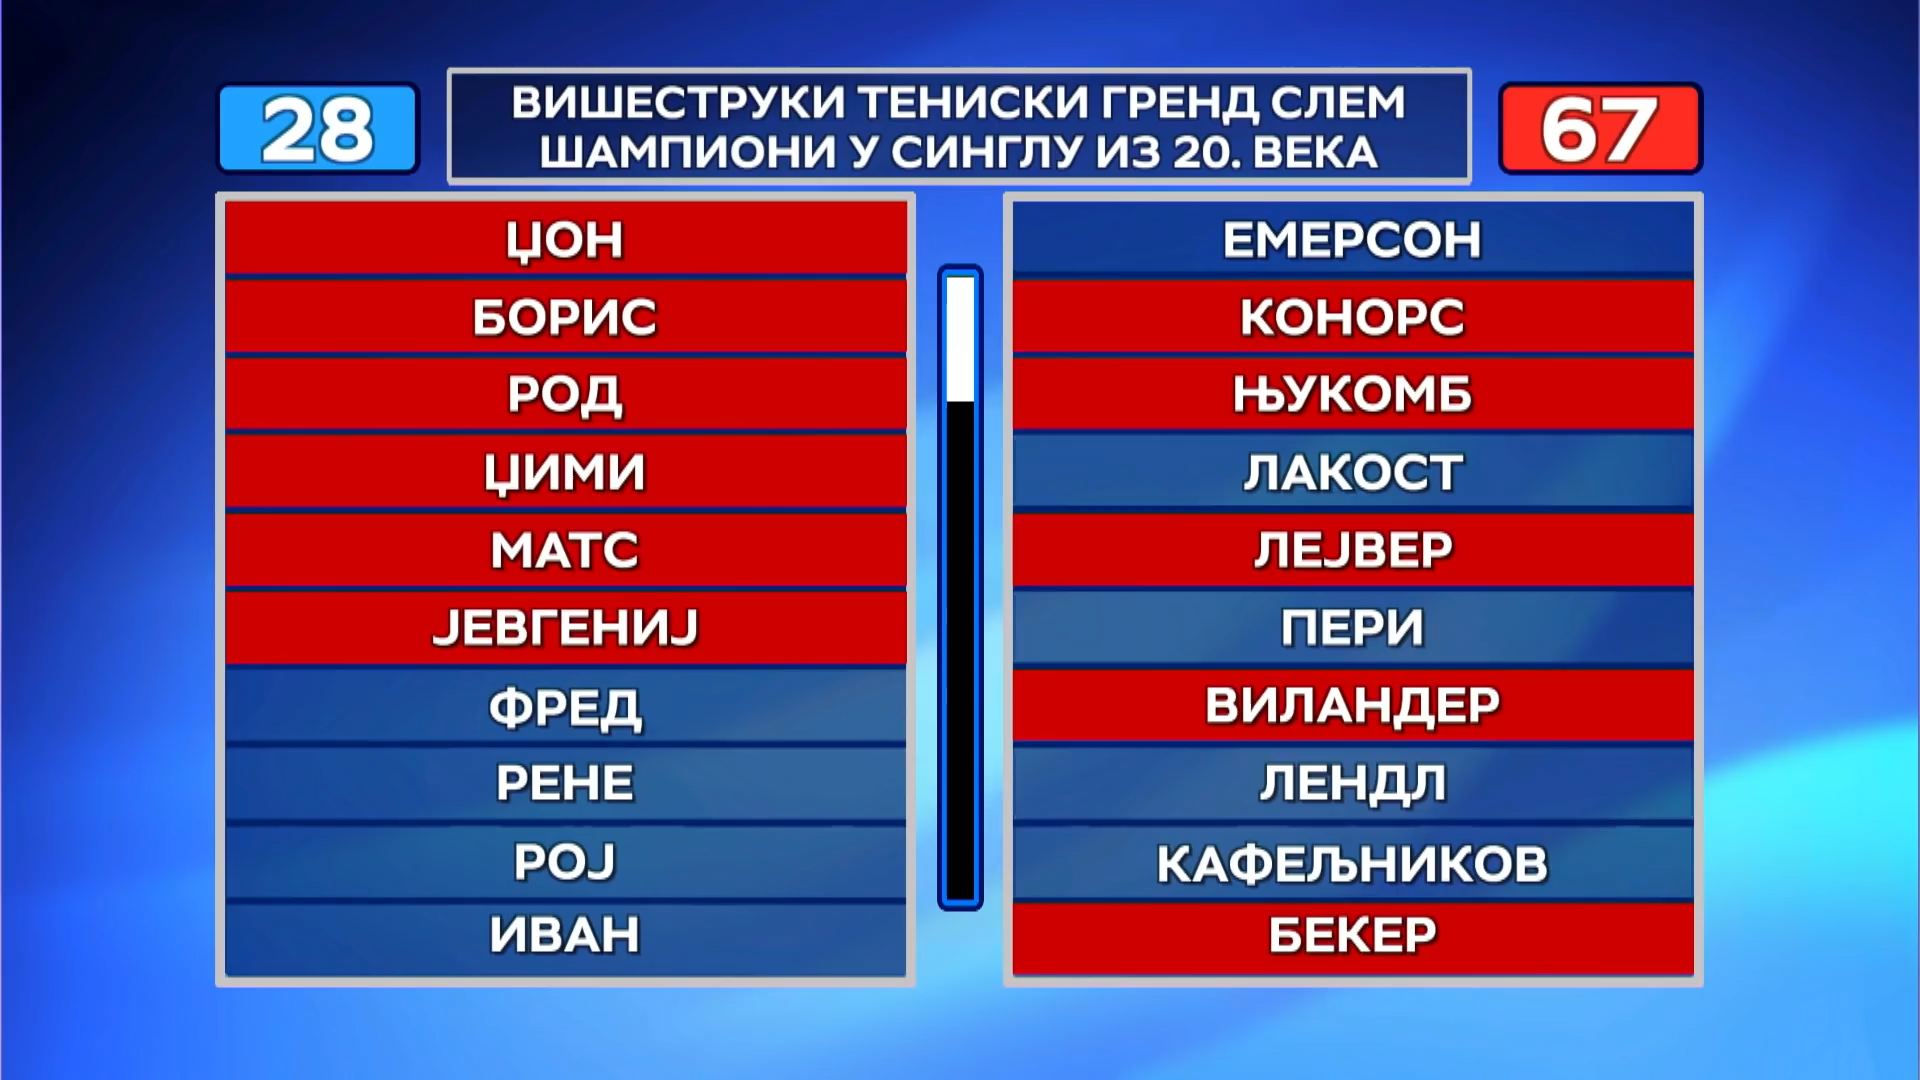 28
ВИШЕСТРУКИ ТЕНИСКИ ГРЕНД СЛЕМ
ШАМПИОНИ У СИНГЛУ ИЗ 20. ВЕКА
67
ЏОН
ЕМЕРСОН
БОРИС
КОНОРС
РОД
ЊУКОМБ
ЏИМИ
ЛАКОСТ
МАТС
ЛЕЈВЕР
ЈЕВГЕНИЈ
ПЕРИ
ФРЕД
ВИЛАНДЕР
РЕНЕ
ЛЕНДЛ
РОЈ
КАФЕЉНИКОВ
ИВАН
БЕКЕР